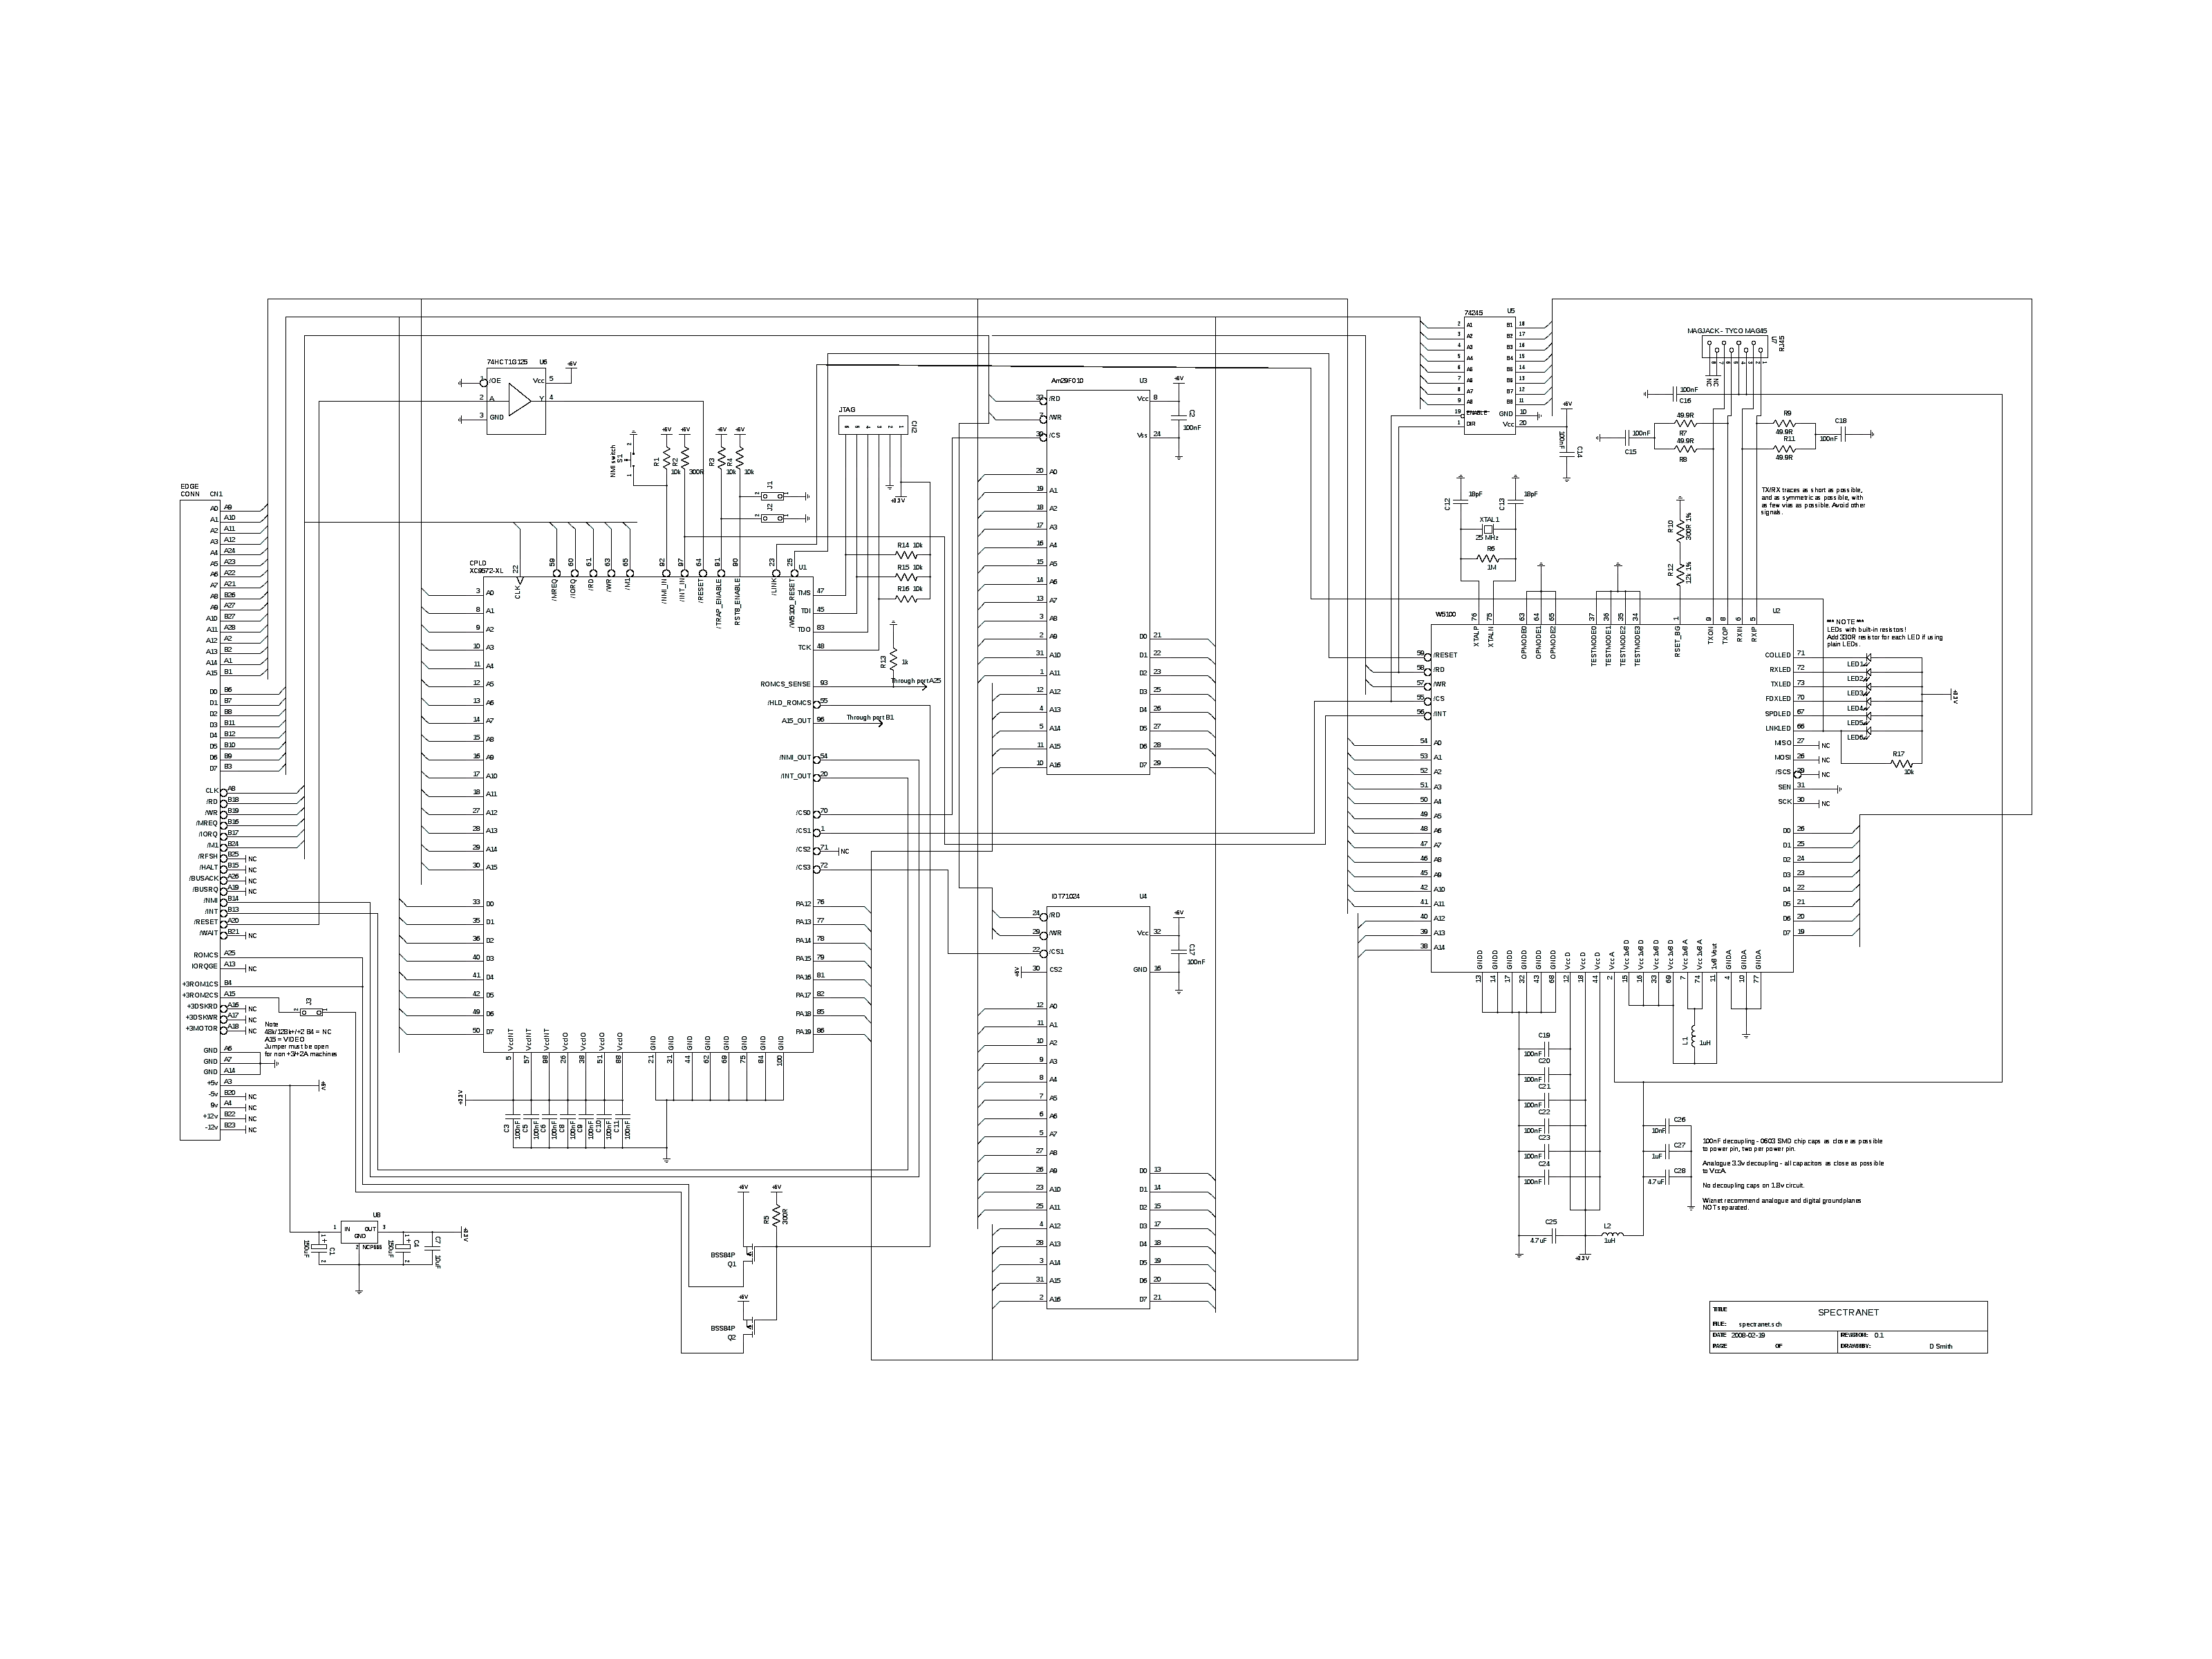 74HCT1G125 U6
+5V
1 /OE Vcc 5
2 A Y 4
3 GND
JTAG
CN2
6 5 4 3 2 1
+3.3V
NMI switch
S1
+5V +5V +5V +5V
R1 10k
R2 300R
R3 10k
R4 10k
J1
J2
R14 10k
R15 10k
R16 10k
R13 1k
EDGE
CONN CN1
A0 A9
A1 A10
A2 A11
A3 A12
A4 A24
A5 A23
A6 A22
A7 A21
A8 B26
A9 A27
A10 B27
A11 A28
A12 A2
A13 B2
A14 A1
A15 B1
D0 B6
D1 B7
D2 B8
D3 B11
D4 B12
D5 B10
D6 B9
D7 B3
CLK A8
/RD B18
/WR B19
/MREQ B16
/IORQ B17
/M1 B24
/RFSH B25 NC
/HALT B15 NC
/BUSACK A26 NC
/BUSRQ A19 NC
/NMI B14
/INT B13
/RESET A20
/WAIT B21 NC
ROMCS A25
IORQGE A13 NC
+3ROM1CS B4
+3ROM2CS A15
J3
+3DSKRD A16 NC
+3DSKWR A17 NC
+3MOTOR A18 NC
Note
48k/128k+/+2 B4 = NC
A15 = VIDEO
Jumper must be open
for non +3/+2A machines
GND A6
GND A7
GND A14
+5v A3 +5V
-5v B20 NC
9v A4 NC
+12v B22 NC
-12v B23 NC
CPLD
XC9572-XL U1
22 CLK
59 /MREQ
60 /IORQ
61 /RD
63 /WR
65 /M1
92 /NMI_IN
97 /INT_IN
64 /RESET
91 /TRAP_ENABLE
90 RST8_ENABLE
23 /LINK
25 /W5100_RESET
3 A0
8 A1
9 A2
10 A3
11 A4
12 A5
13 A6
14 A7
15 A8
16 A9
17 A10
18 A11
27 A12
28 A13
29 A14
30 A15
33 D0
35 D1
36 D2
40 D3
41 D4
42 D5
49 D6
50 D7
TMS 47
TDI 45
TDO 83
TCK 48
ROMCS_SENSE 93 Through port A25
/HLD_ROMCS 55
A15_OUT 96 Through port B1
/NMI_OUT 54
/INT_OUT 20
/CS0 70
/CS1 1
/CS2 71 NC
/CS3 72
PA12 76
PA13 77
PA14 78
PA15 79
PA16 81
PA17 82
PA18 85
PA19 86
VccINT VccINT VccINT VccIO VccIO VccIO VccIO GND GND GND GND GND GND GND GND
5 57 98 26 38 51 88 21 31 44 62 69 75 84 100
+3.3V
C3 100nF
C5 100nF
C6 100nF
C8 100nF
C9 100nF
C10 100nF
C11 100nF
U8
1 IN OUT 3
GND
2
+3.3V
C1
C4
C7 10uF
+5V +5V
R5 300R
BSS84P
Q1
+5V
BSS84P
Q2
Am29F010 U3
/RD
/WR
/CS
Vcc 8
Vss 24
+5V
C2
100nF
20 A0
19 A1
18 A2
17 A3
16 A4
15 A5
14 A6
13 A7
3 A8
2 A9
31 A10
1 A11
12 A12
4 A13
5 A14
11 A15
10 A16
D0 21
D1 22
D2 23
D3 25
D4 26
D5 27
D6 28
D7 29
IDT71024 U4
24 /RD
29 /WR
22 /CS1
+5V 30 CS2
Vcc 32
GND 16
+5V
C17
100nF
12 A0
11 A1
10 A2
9 A3
8 A4
7 A5
6 A6
5 A7
27 A8
26 A9
23 A10
25 A11
4 A12
28 A13
3 A14
31 A15
2 A16
D0 13
D1 14
D2 15
D3 17
D4 18
D5 19
D6 20
D7 21
74245 U5
2 A1 B1 18
3 A2 B2 17
4 A3 B3 16
5 A4 B4 15
6 A5 B5 14
7 A6 B6 13
8 A7 B7 12
9 A8 B8 11
19 ENABLE GND 10
1 DIR Vcc 20
+5V
100nF C14
MAGJACK - TYCO MAG45
U7
RJ45
NC NC
100nF
C16
49.9R
R7
49.9R
R8
100nF
C15
R9
49.9R
R11
49.9R
C18
100nF
C12 18pF
C13 18pF
XTAL1
25 MHz
R6
1M
TX/RX traces as short as possible,
and as symmetric as possible, with
as few vias as possible. Avoid other
signals.
R10 300R 1%
R12 12k 1%
W5100 U2
76 XTALP
75 XTALN
63 OPMODE0
64 OPMODE1
65 OPMODE2
37 TESTMODE0
36 TESTMODE1
35 TESTMODE2
34 TESTMODE3
1 RSET_BG
9 TXON
8 TXOP
6 RXIN
5 RXIP
*** NOTE ***
LEDs with built-in resistors!
Add 330R resistor for each LED if using
plain LEDs.
59 /RESET
58 /RD
57 /WR
55 /CS
56 /INT
54 A0
53 A1
52 A2
51 A3
50 A4
49 A5
48 A6
47 A7
46 A8
45 A9
42 A10
41 A11
40 A12
39 A13
38 A14
COLLED 71 LED1
RXLED 72 LED2
TXLED 73 LED3
FDXLED 70 LED4
SPDLED 67 LED5
LNKLED 66 LED6
+3.3V
R17
10k
MISO 27 NC
MOSI 28 NC
/SCS 29 NC
SEN 31
SCK 30 NC
D0 26
D1 25
D2 24
D3 23
D4 22
D5 21
D6 20
D7 19
GNDD GNDD GNDD GNDD GNDD GNDD VccD VccD VccD VccA Vcc1v8D Vcc1v8D Vcc1v8D Vcc1v8D Vcc1v8A Vcc1v8A 1v8Vout GNDA GNDA GNDA
13 14 17 32 43 68 12 18 44 2 15 16 33 69 7 74 11 4 10 77
L1 1uH
C19
100nF
C20
100nF
C21
100nF
C22
100nF
C23
100nF
C24
100nF
C25
4.7uF
+3.3V
L2
1uH
C26
10nF
C27
1uF
C28
4.7uF
100nF decoupling - 0603 SMD chip caps as close as possible
to power pin, two per power pin.
Analogue 3.3v decoupling - all capacitors as close as possible
to VccA.
No decoupling caps on 1.8v circuit.
Wiznet recommend analogue and digital groundplanes
NOT separated.
TITLE SPECTRANET
FILE: spectranet.sch
DATE 2008-02-19 REVISION: 0.1
PAGE OF DRAWN BY: D Smith